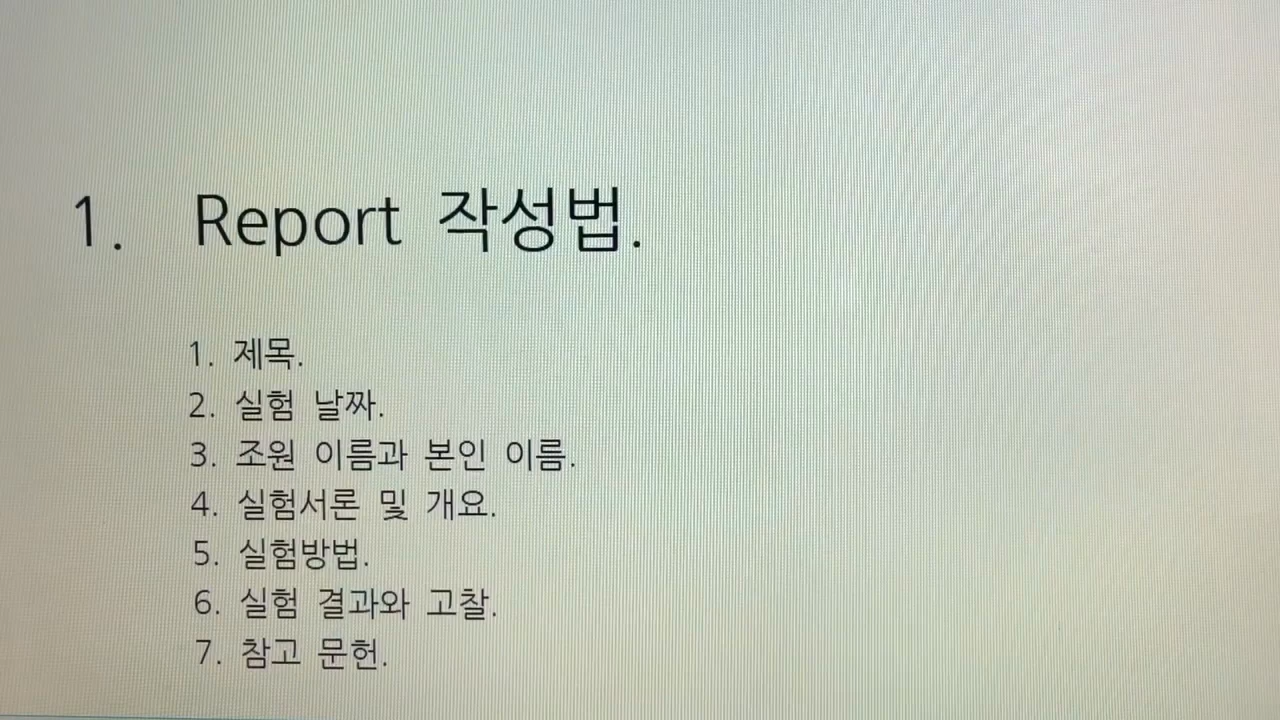 1. Report 작성법.
1. 제목.
2. 실험 날짜.
3. 조원 이름과 본인 이름.
4. 실험서론 및 개요.
5. 실험방법.
6. 실험 결과와 고찰.
7. 참고 문헌.